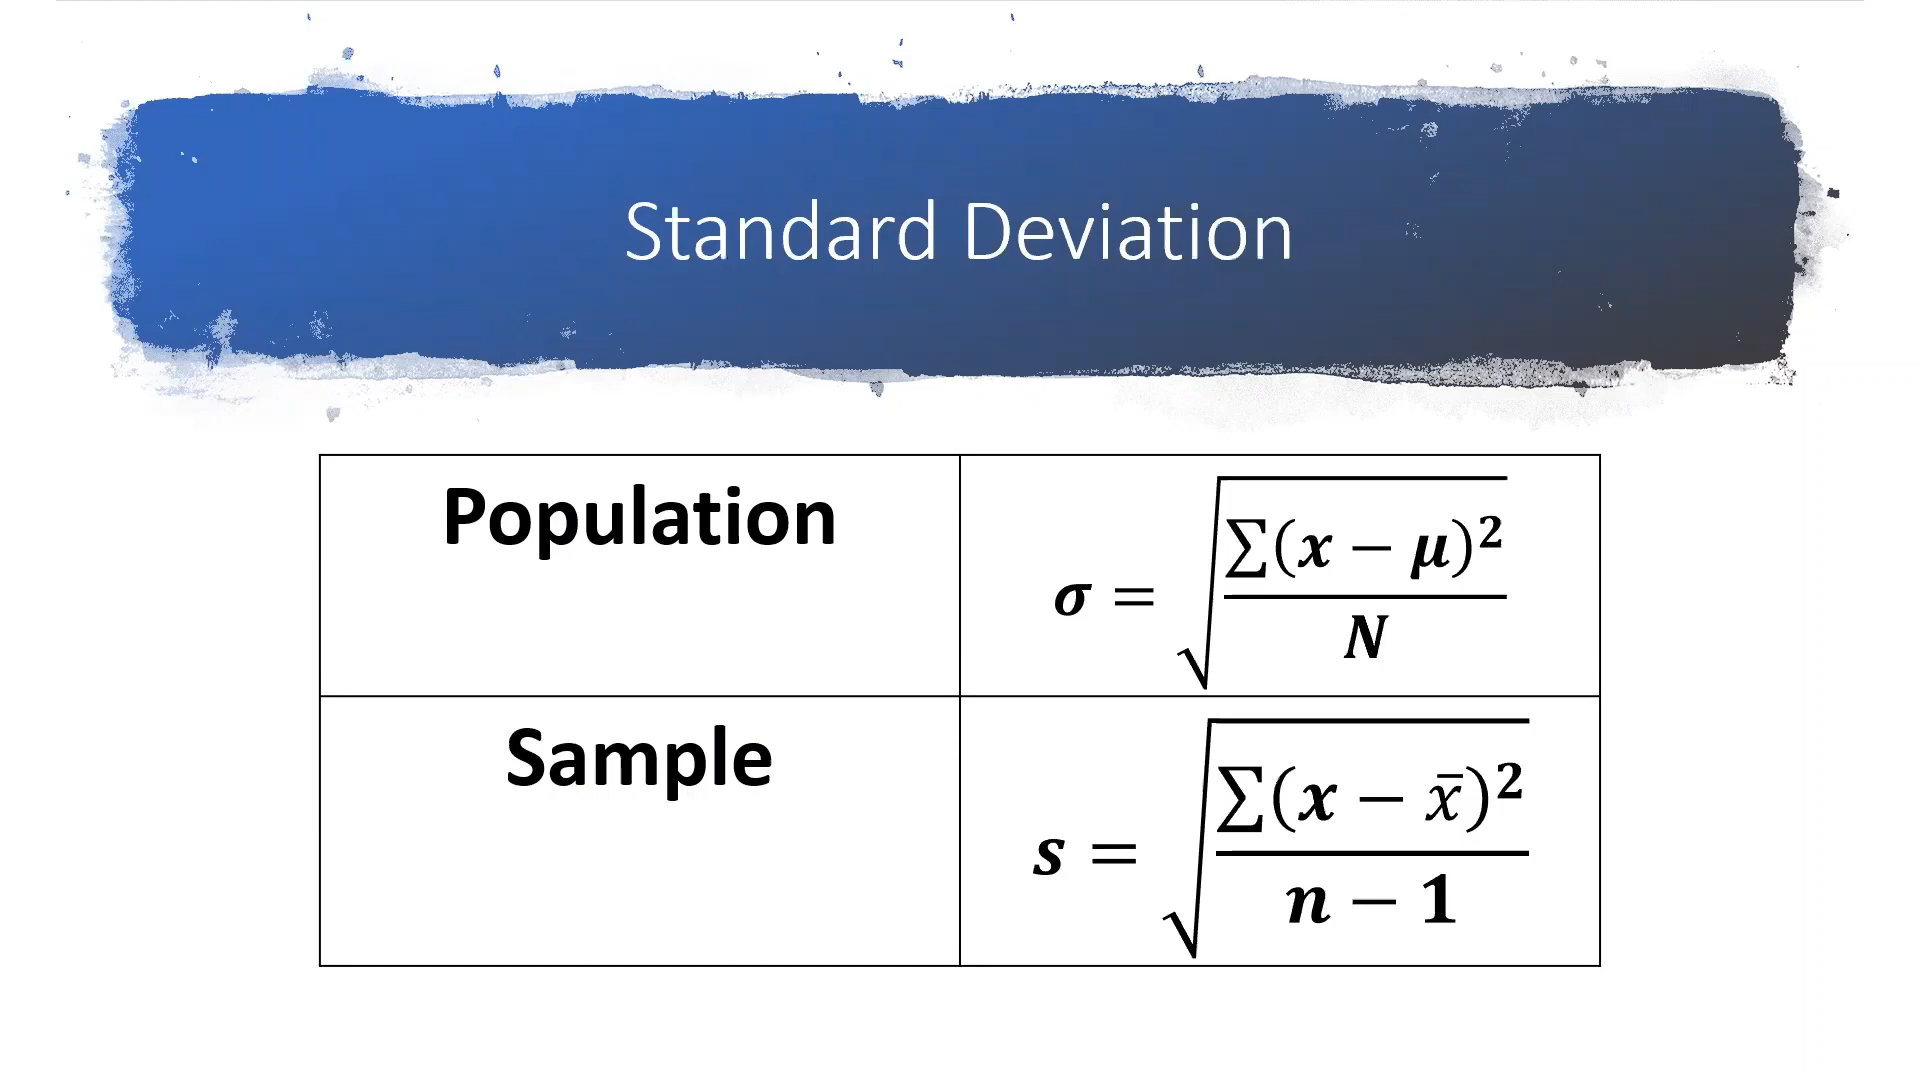 Standard Deviation
Population
σ = √(∑(x − μ)² / N)
Sample
s = √(∑(x − x̄)² / (n − 1))